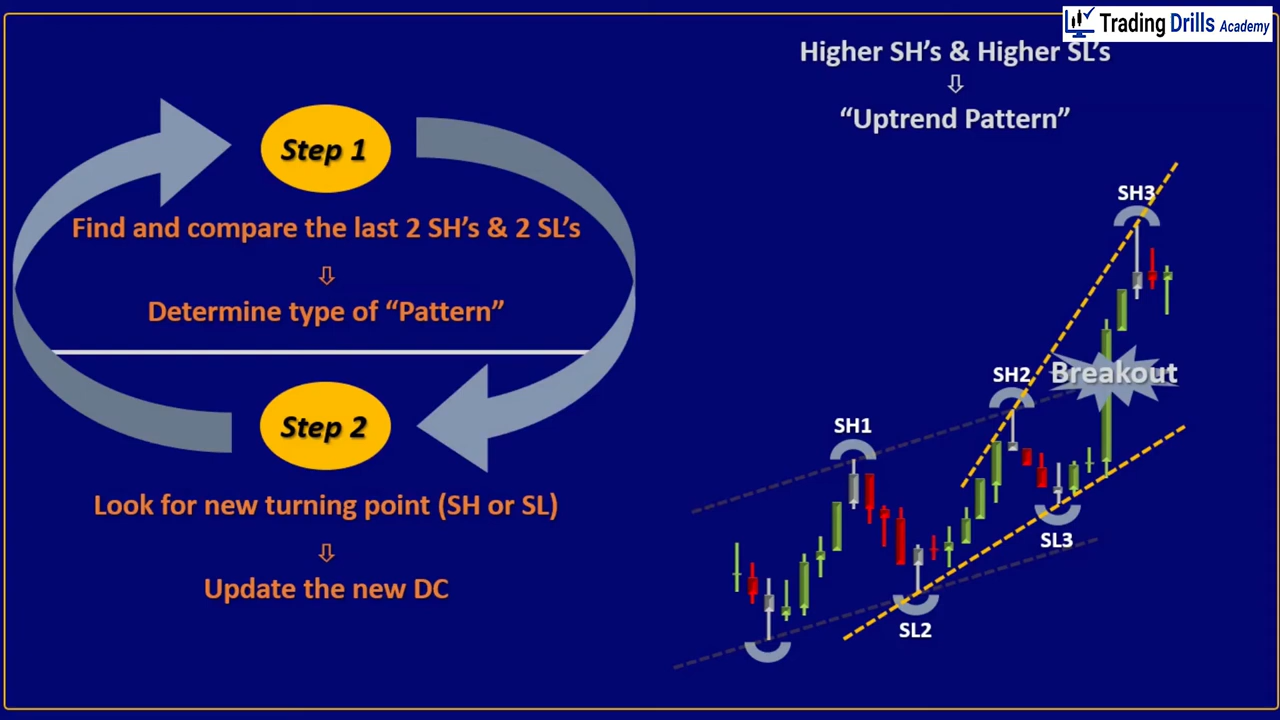 Trading Drills Academy
Higher SH's & Higher SL's
⇩
“Uptrend Pattern”
Step 1
Find and compare the last 2 SH's & 2 SL's
⇩
Determine type of “Pattern”
Step 2
Look for new turning point (SH or SL)
⇩
Update the new DC
SH3
SH2
Breakout
SH1
SL3
SL2